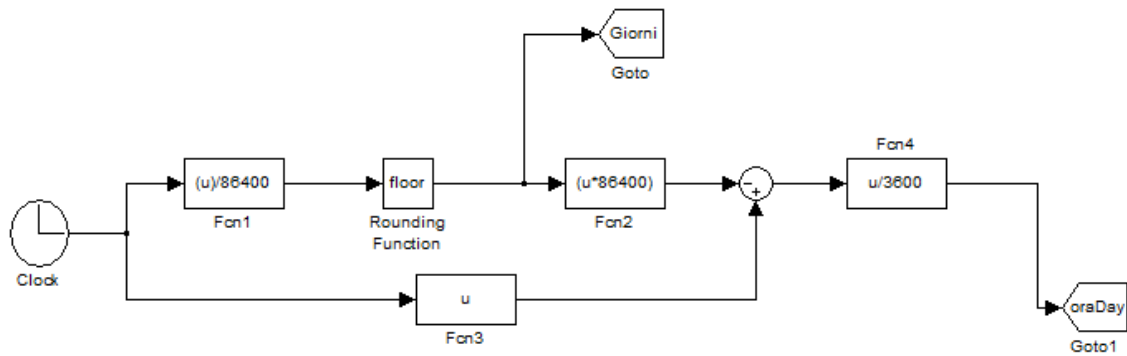 Giorni
Goto
Fcn4
(u)/86400
floor
(u*86400)
u/3600
Fcn1
Rounding
Function
Fcn2
Clock
u
Fcn3
oraDay
Goto1